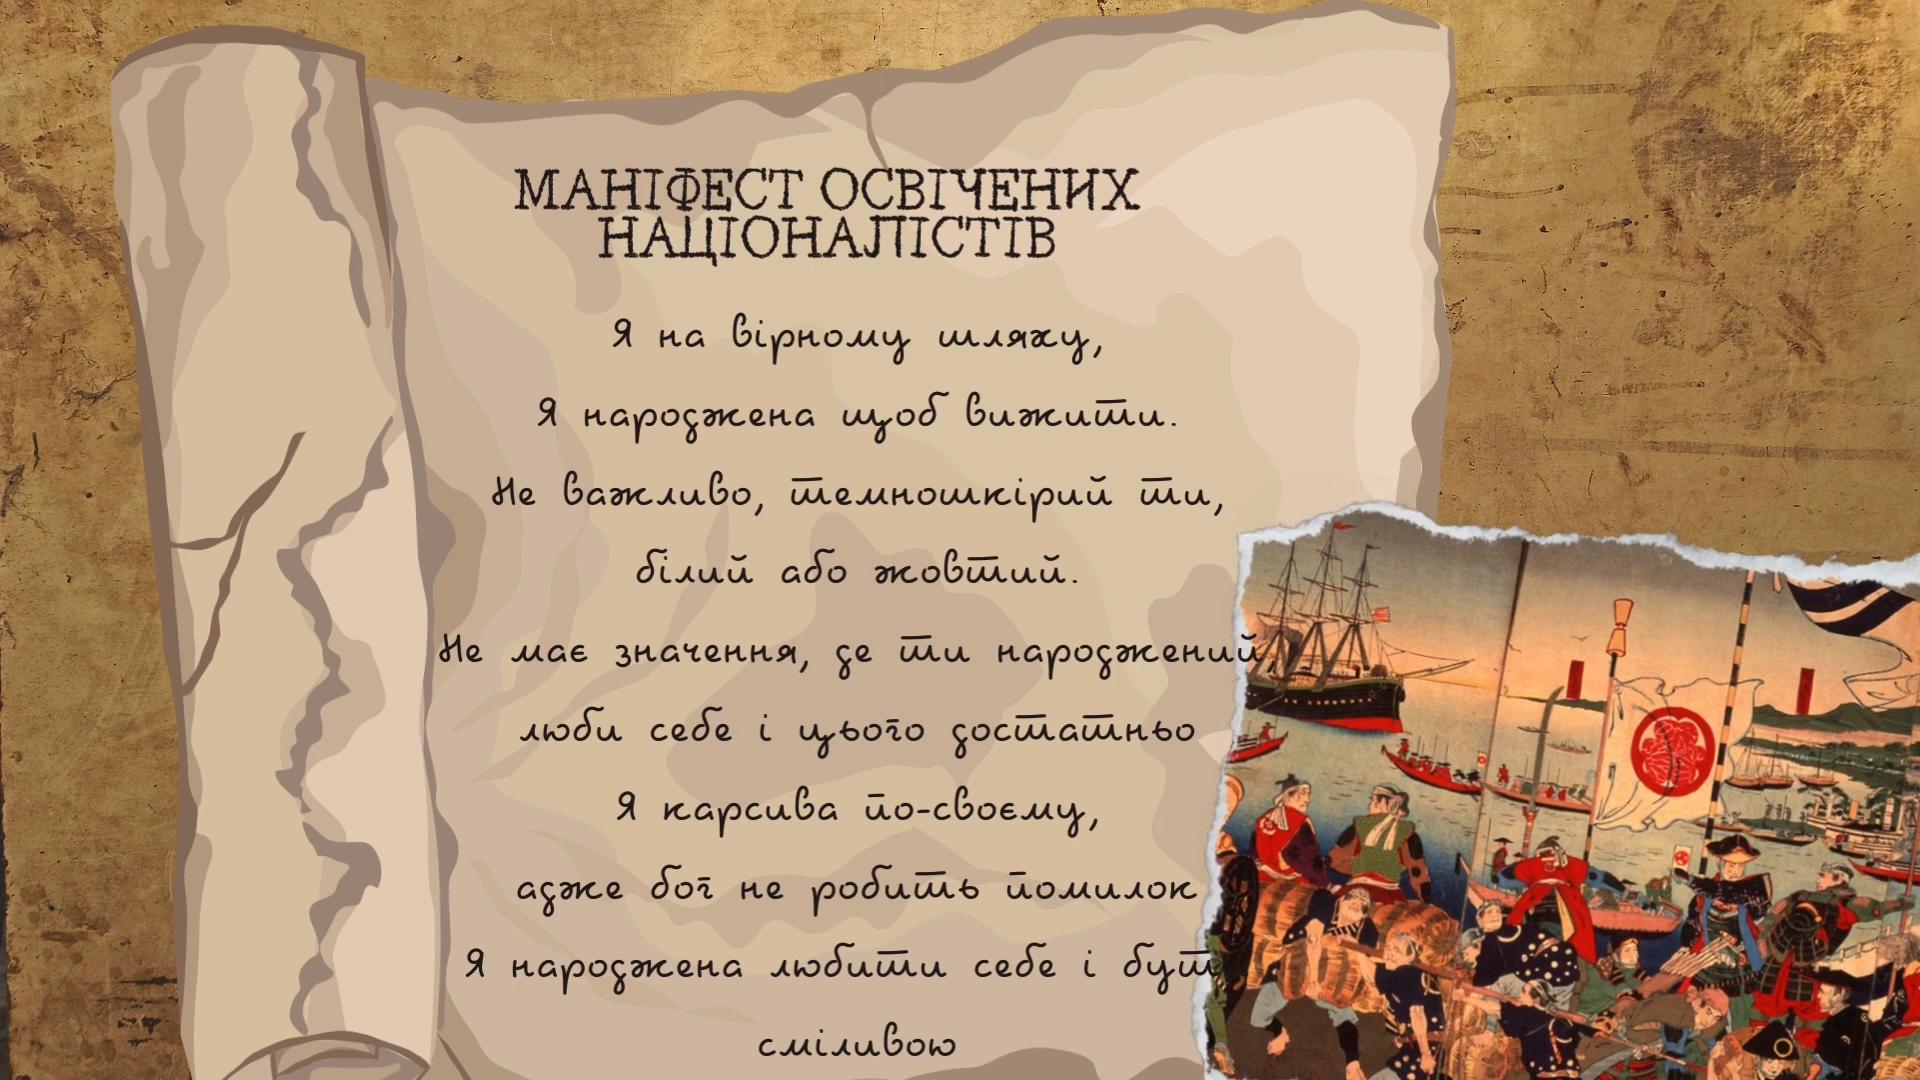 МАНІФЕСТ ОСВІЧЕНИХ
НАЦІОНАЛІСТІВ
Я на вірному шляху,
Я народжена щоб вижити.
Не важливо, темношкірий ти,
білий або жовтий.
Не має значення, де ти народжений,
люби себе і цього достатньо
Я карсива по-своєму,
адже бог не робить помилок
Я народжена любити себе і бут
сміливою